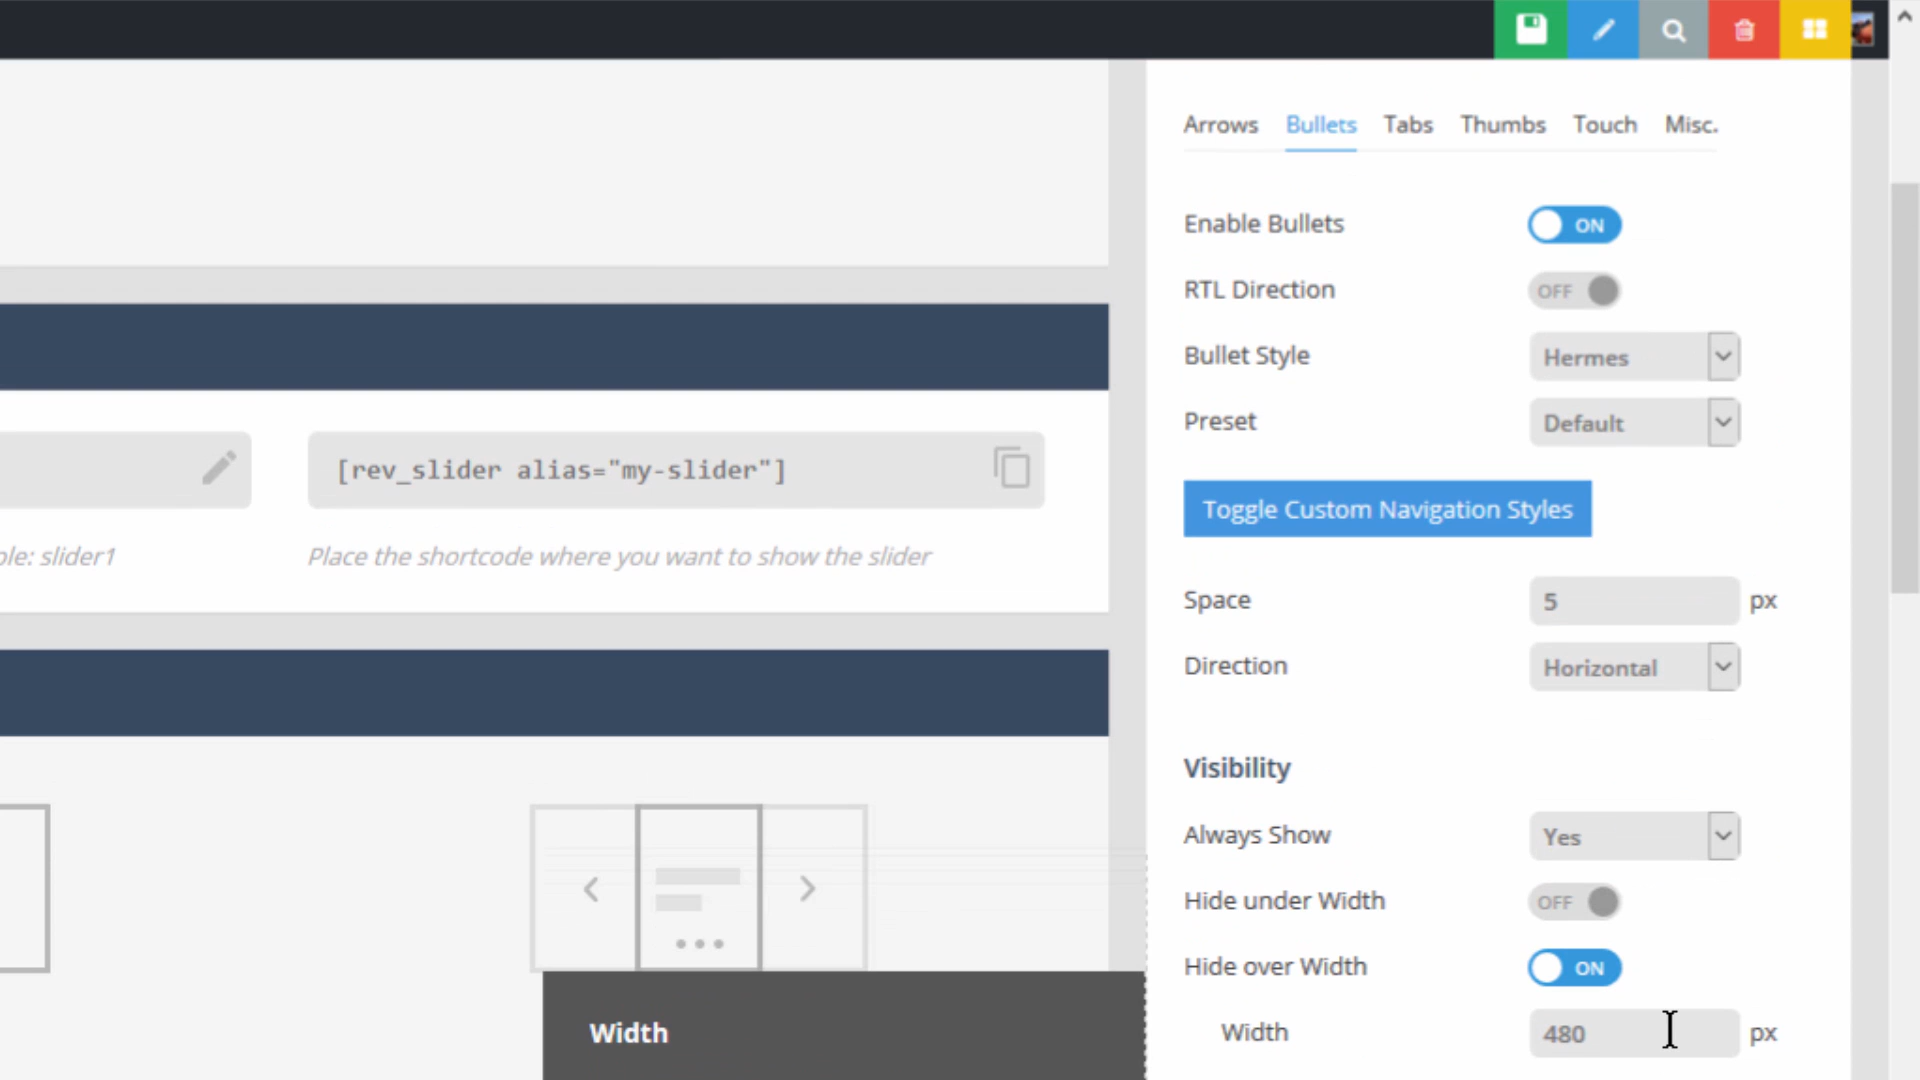 Arrows Bullets Tabs Thumbs Touch Misc.
Enable Bullets ON
RTL Direction OFF
Bullet Style Hermes
Preset Default
[rev_slider alias="my-slider"]
Toggle Custom Navigation Styles
ple: slider1 Place the shortcode where you want to show the slider
Space 5 px
Direction Horizontal
Visibility
Always Show Yes
Hide under Width OFF
Hide over Width ON
Width
Width 480 px